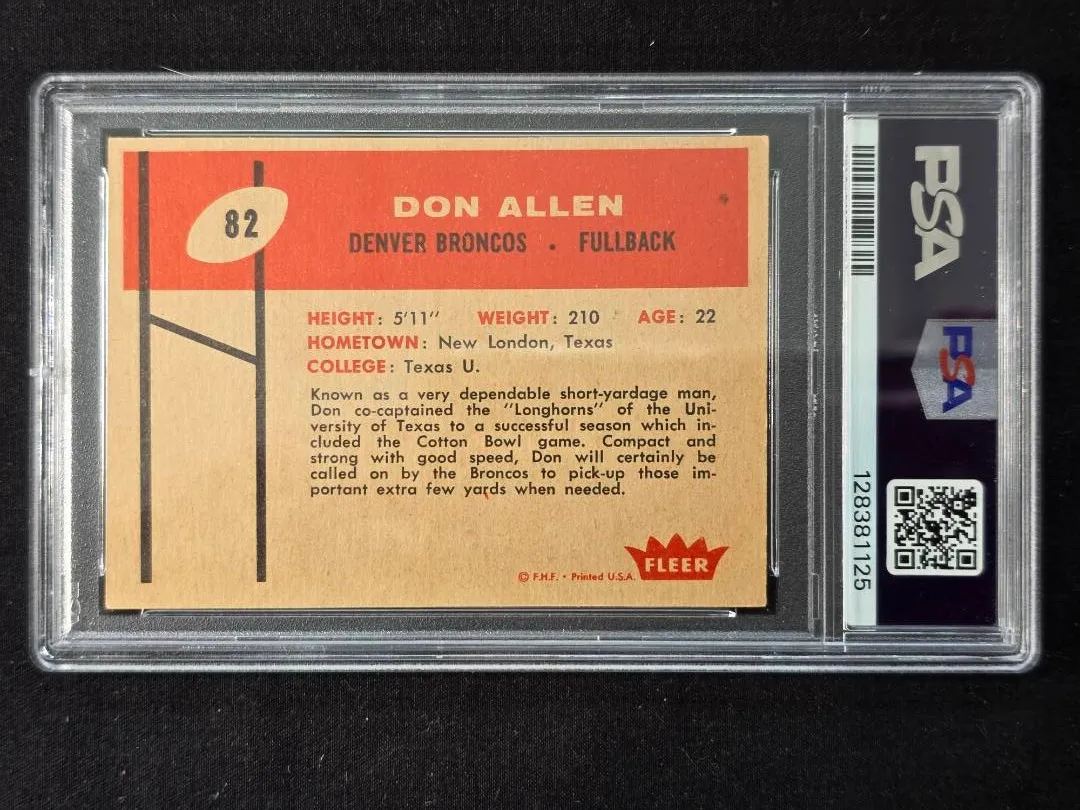 82
DON ALLEN
DENVER BRONCOS • FULLBACK
HEIGHT: 5'11" WEIGHT: 210 AGE: 22
HOMETOWN: New London, Texas
COLLEGE: Texas U.
Known as a very dependable short-yardage man,
Don co-captained the "Longhorns" of the Uni-
versity of Texas to a successful season which in-
cluded the Cotton Bowl game. Compact and
strong with good speed, Don will certainly be
called on by the Broncos to pick-up those im-
portant extra few yards when needed.
© F.H.F. • Printed U.S.A.
FLEER
PSA
PSA
128381125